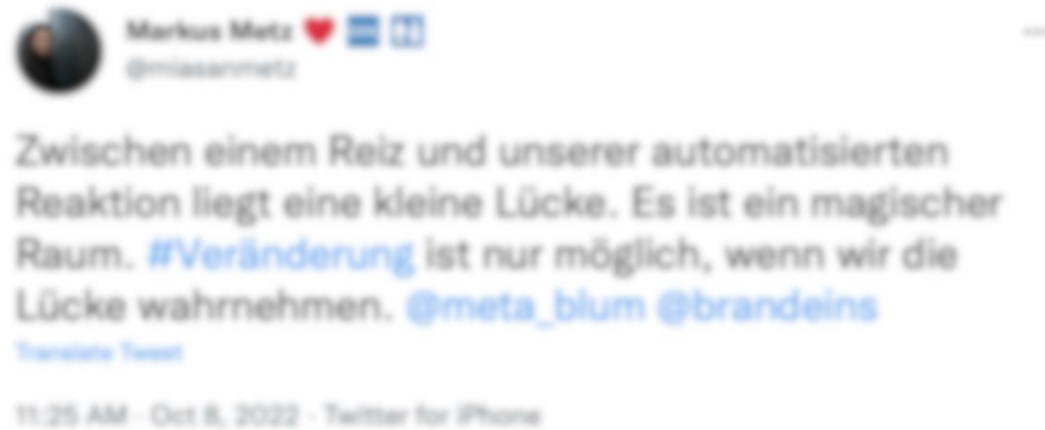 Markus Metz
@miasanmetz
Zwischen einem Reiz und unserer automatisierten
Reaktion liegt eine kleine Lücke. Es ist ein magischer
Raum. #Veränderung ist nur möglich, wenn wir die
Lücke wahrnehmen. @meta_blum @brandeins
Translate Tweet
11:25 AM · Oct 8, 2022 · Twitter for iPhone